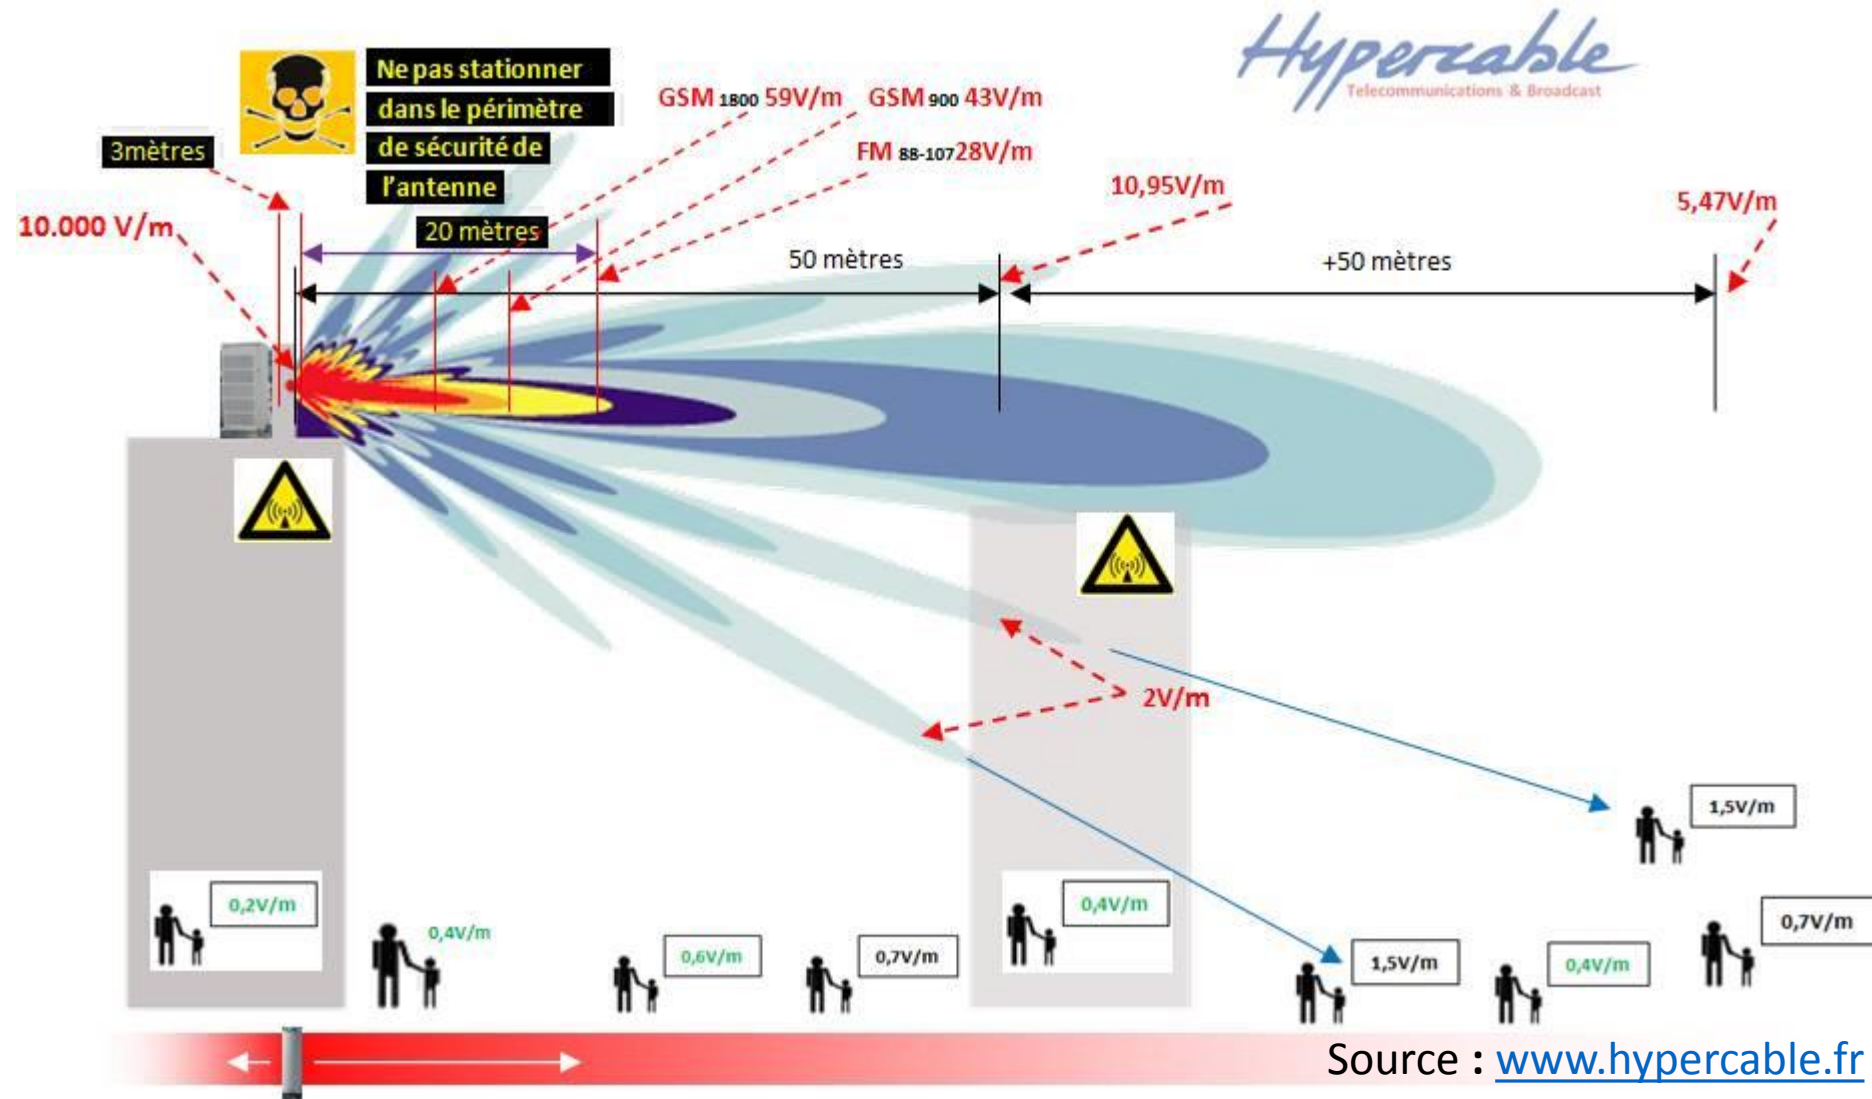 Hypercable
Telecommunications & Broadcast
Ne pas stationner
dans le périmètre
de sécurité de
l'antenne
3mètres
GSM 1800 59V/m
GSM 900 43V/m
FM 88-10728V/m
10.000 V/m
20 mètres
10,95V/m
5,47V/m
50 mètres
+50 mètres
2V/m
1,5V/m
0,2V/m
0,4V/m
0,6V/m
0,7V/m
0,4V/m
1,5V/m
0,4V/m
0,7V/m
Source : www.hypercable.fr